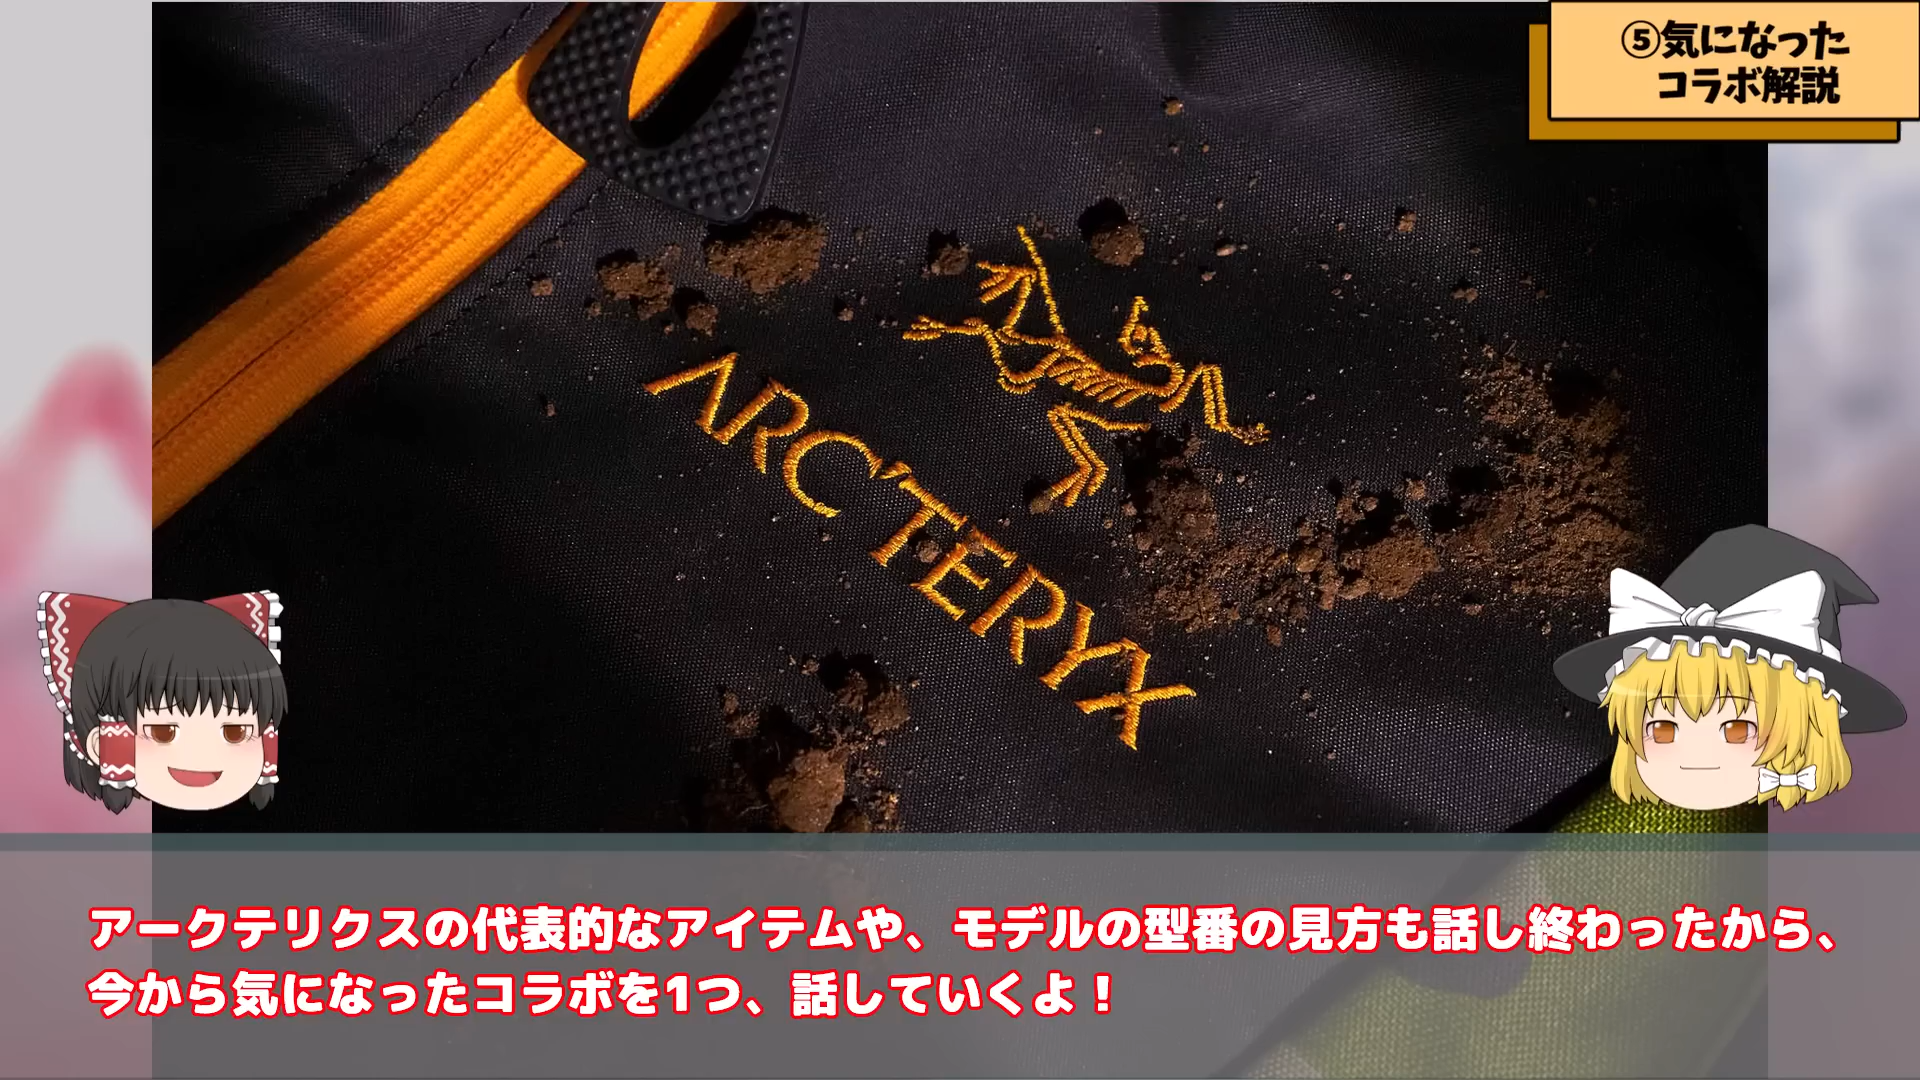 ⑤気になった
コラボ解説
ARC'TERYX
アークテリクスの代表的なアイテムや、モデルの型番の見方も話し終わったから、
今から気になったコラボを1つ、話していくよ！